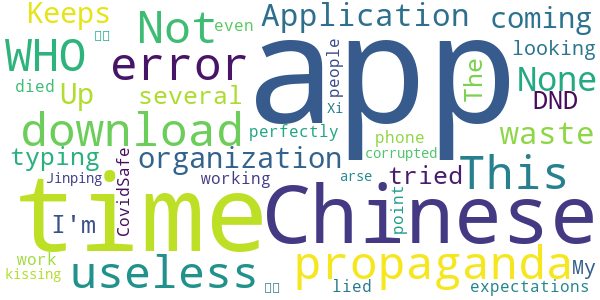 Keeps
Not
even
Application
coming
WHO
error
app
people
The
looking
None
died
Up
several
Xi
DND
download
perfectly
phone
waste
typing
organization
corrupted
This
Jinping
CovidSafe
working
arse
tried
time
I'm
Chinese
point
work
kissing
useless
propaganda
My
lied
expectations